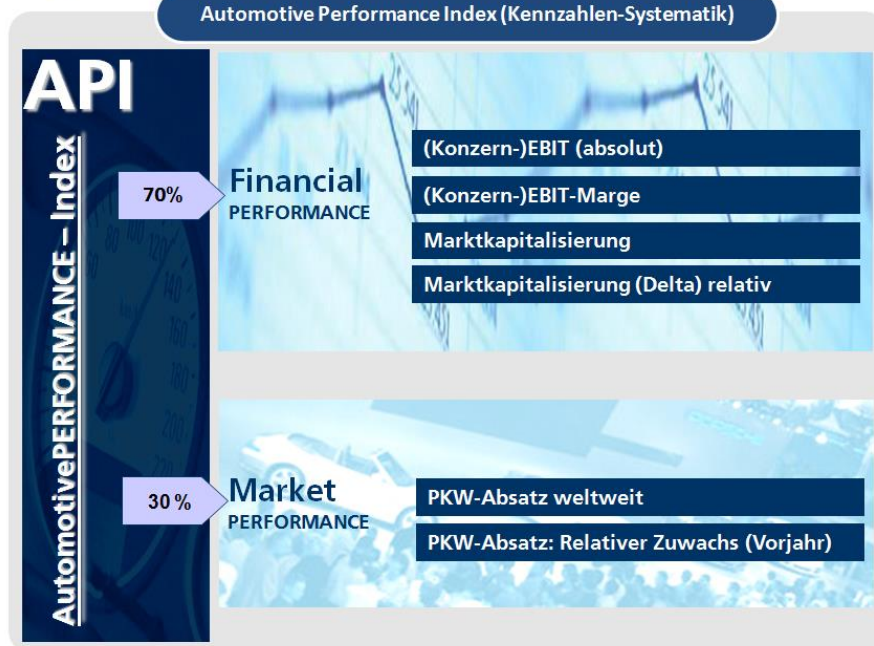 Automotive Performance Index (Kennzahlen-Systematik)
API
AutomotivePERFORMANCE – Index
70%
Financial
PERFORMANCE
(Konzern-)EBIT (absolut)
(Konzern-)EBIT-Marge
Marktkapitalisierung
Marktkapitalisierung (Delta) relativ
30 %
Market
PERFORMANCE
PKW-Absatz weltweit
PKW-Absatz: Relativer Zuwachs (Vorjahr)